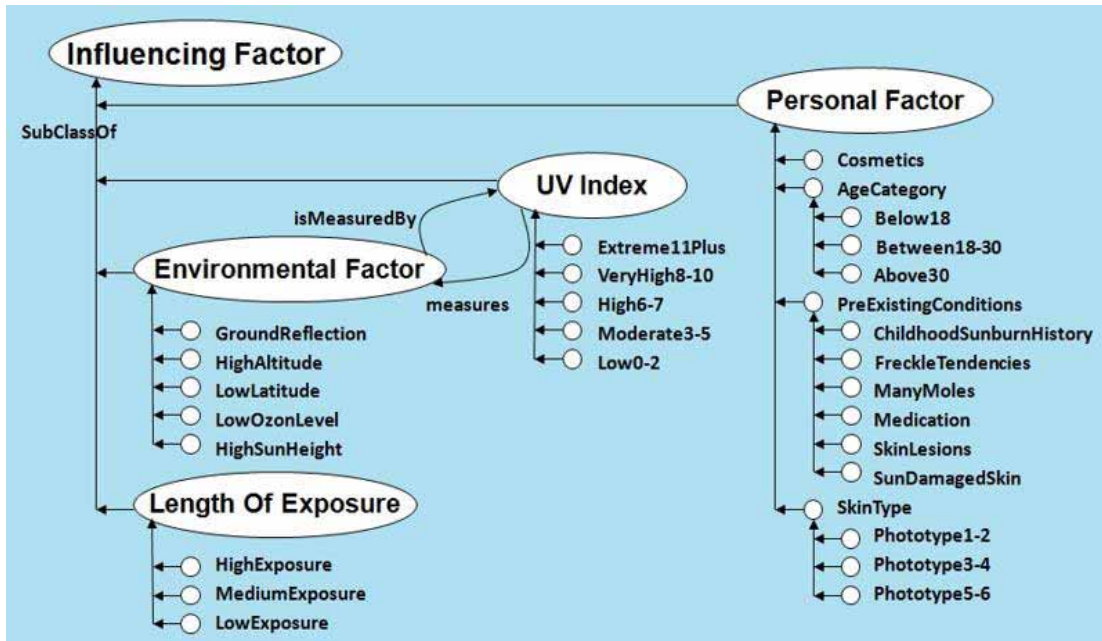 Influencing Factor
SubClassOf
Personal Factor
Cosmetics
AgeCategory
Below18
Between18-30
Above30
PreExistingConditions
ChildhoodSunburnHistory
FreckleTendencies
ManyMoles
Medication
SkinLesions
SunDamagedSkin
SkinType
Phototype1-2
Phototype3-4
Phototype5-6
UV Index
isMeasuredBy
measures
Extreme11Plus
VeryHigh8-10
High6-7
Moderate3-5
Low0-2
Environmental Factor
GroundReflection
HighAltitude
LowLatitude
LowOzonLevel
HighSunHeight
Length Of Exposure
HighExposure
MediumExposure
LowExposure